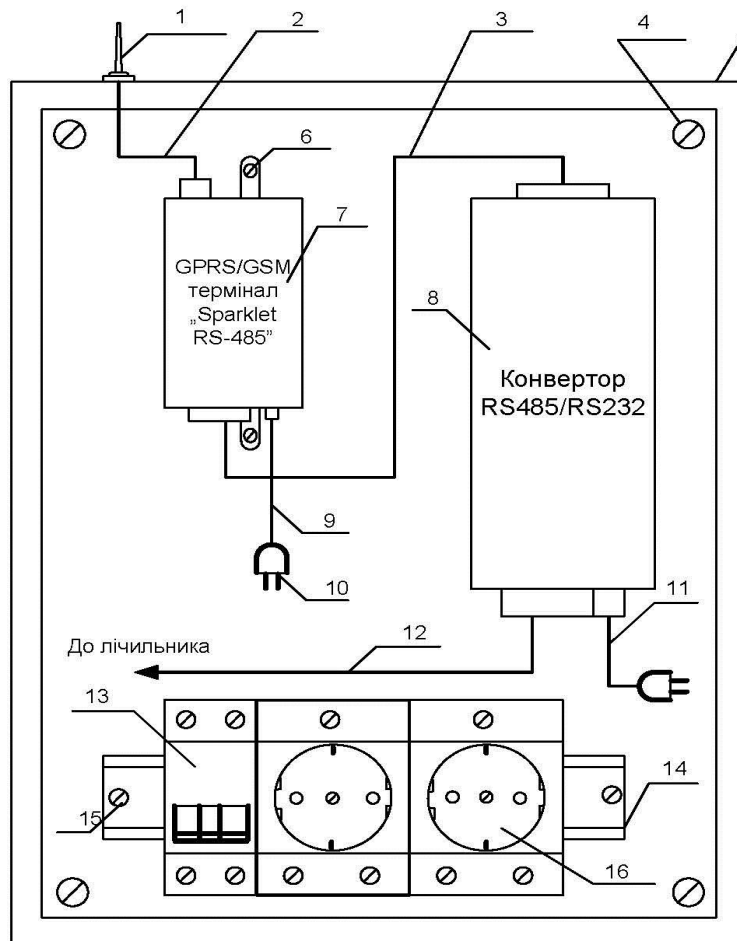 1
2
3
4
6
7
GPRS/GSM
термінал
„Sparklet
RS-485”
8
Конвертор
RS485/RS232
9
10
11
12
До лічильника
13
14
15
16